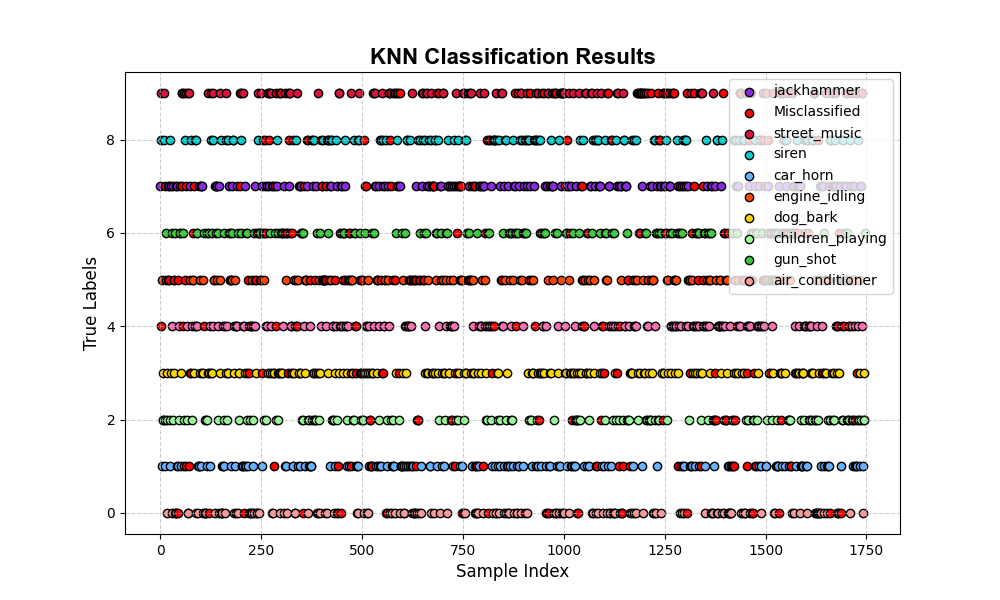 KNN Classification Results
jackhammer
Misclassified
street_music
siren
car_horn
engine_idling
dog_bark
children_playing
gun_shot
air_conditioner
True Labels
8
6
4
2
0
0 250 500 750 1000 1250 1500 1750
Sample Index